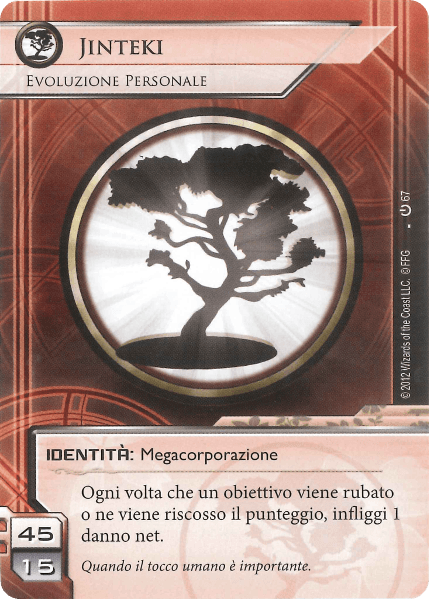 JINTEKI
EVOLUZIONE PERSONALE
67
© 2012 Wizards of the Coast LLC. © FFG
IDENTITÀ: Megacorporazione
Ogni volta che un obiettivo viene rubato
o ne viene riscosso il punteggio, infliggi 1
danno net.
45
15
Quando il tocco umano è importante.